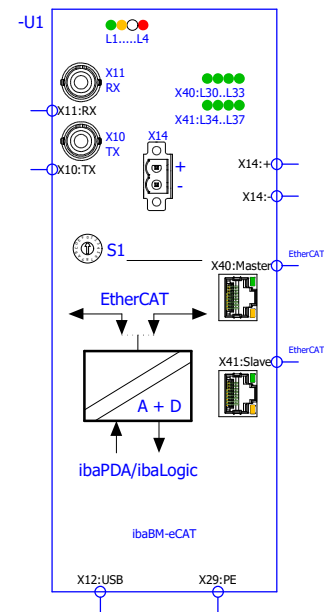 -U1
L1.....L4
X11
RX
X40:L30..L33
X41:L34..L37
X11:RX
X10
TX
X14
+
-
X10:TX
X14:+
X14:-
S1
EtherCAT
X40:Master
EtherCAT
EtherCAT
X41:Slave
A + D
ibaPDA/ibaLogic
ibaBM-eCAT
X12:USB
X29:PE